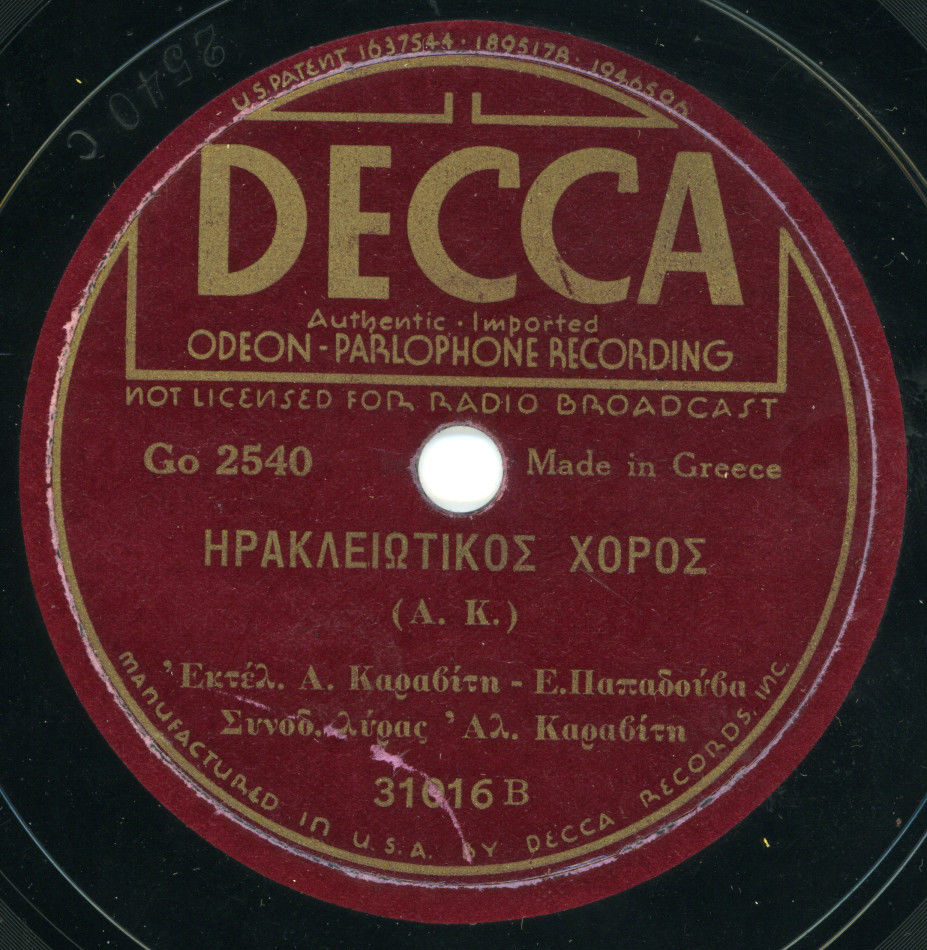 2540 C
U.S. PATENT 1637544 · 1895178 · 1946596
DECCA
Authentic · Imported
ODEON - PARLOPHONE RECORDING
NOT LICENSED FOR RADIO BROADCAST
Go 2540
Made in Greece
ΗΡΑΚΛΕΙΩΤΙΚΟΣ ΧΟΡΟΣ
(Α. Κ.)
Ἐκτέλ. Α. Καραβίτη - Ε. Παπαδούβα
Συνοδ. λύρας Ἀλ. Καραβίτη
31016 B
MANUFACTURED IN U.S.A. BY DECCA RECORDS, INC.